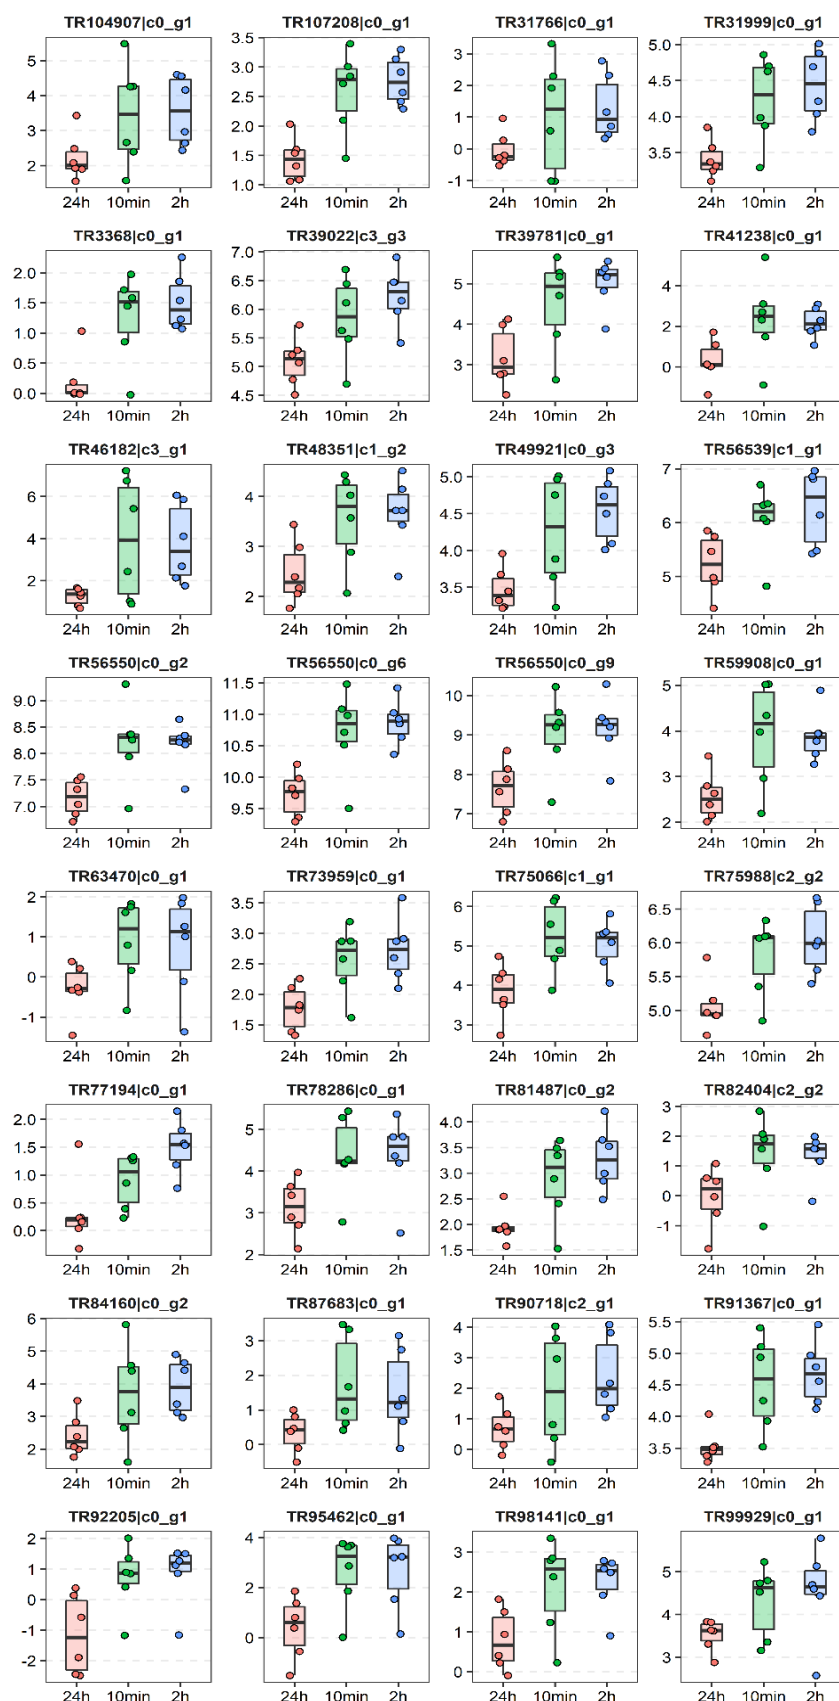 TR104907|c0_g1 TR107208|c0_g1 TR31766|c0_g1 TR31999|c0_g1
5 4 3 2 3.5 3.0 2.5 2.0 1.5 1.0 3 2 1 0 -1 5.0 4.5 4.0 3.5
24h 10min 2h 24h 10min 2h 24h 10min 2h 24h 10min 2h
TR3368|c0_g1 TR39022|c3_g3 TR39781|c0_g1 TR41238|c0_g1
2.0 1.5 1.0 0.5 0.0 7.0 6.5 6.0 5.5 5.0 4.5 5 4 3 4 2 0
24h 10min 2h 24h 10min 2h 24h 10min 2h 24h 10min 2h
TR46182|c3_g1 TR48351|c1_g2 TR49921|c0_g3 TR56539|c1_g1
6 4 2 4 3 2 5.0 4.5 4.0 3.5 7 6 5
24h 10min 2h 24h 10min 2h 24h 10min 2h 24h 10min 2h
TR56550|c0_g2 TR56550|c0_g6 TR56550|c0_g9 TR59908|c0_g1
9.0 8.5 8.0 7.5 7.0 11.5 11.0 10.5 10.0 9.5 10 9 8 7 5 4 3 2
24h 10min 2h 24h 10min 2h 24h 10min 2h 24h 10min 2h
TR63470|c0_g1 TR73959|c0_g1 TR75066|c1_g1 TR75988|c2_g2
2 1 0 -1 3.5 3.0 2.5 2.0 1.5 6 5 4 3 6.5 6.0 5.5 5.0
24h 10min 2h 24h 10min 2h 24h 10min 2h 24h 10min 2h
TR77194|c0_g1 TR78286|c0_g1 TR81487|c0_g2 TR82404|c2_g2
2.0 1.5 1.0 0.5 0.0 5 4 3 2 4.0 3.5 3.0 2.5 2.0 1.5 3 2 1 0 -1
24h 10min 2h 24h 10min 2h 24h 10min 2h 24h 10min 2h
TR84160|c0_g2 TR87683|c0_g1 TR90718|c2_g1 TR91367|c0_g1
6 5 4 3 2 3 2 1 0 4 3 2 1 0 5.5 5.0 4.5 4.0 3.5
24h 10min 2h 24h 10min 2h 24h 10min 2h 24h 10min 2h
TR92205|c0_g1 TR95462|c0_g1 TR98141|c0_g1 TR99929|c0_g1
2 1 0 -1 -2 4 2 0 3 2 1 0 5 4 3
24h 10min 2h 24h 10min 2h 24h 10min 2h 24h 10min 2h